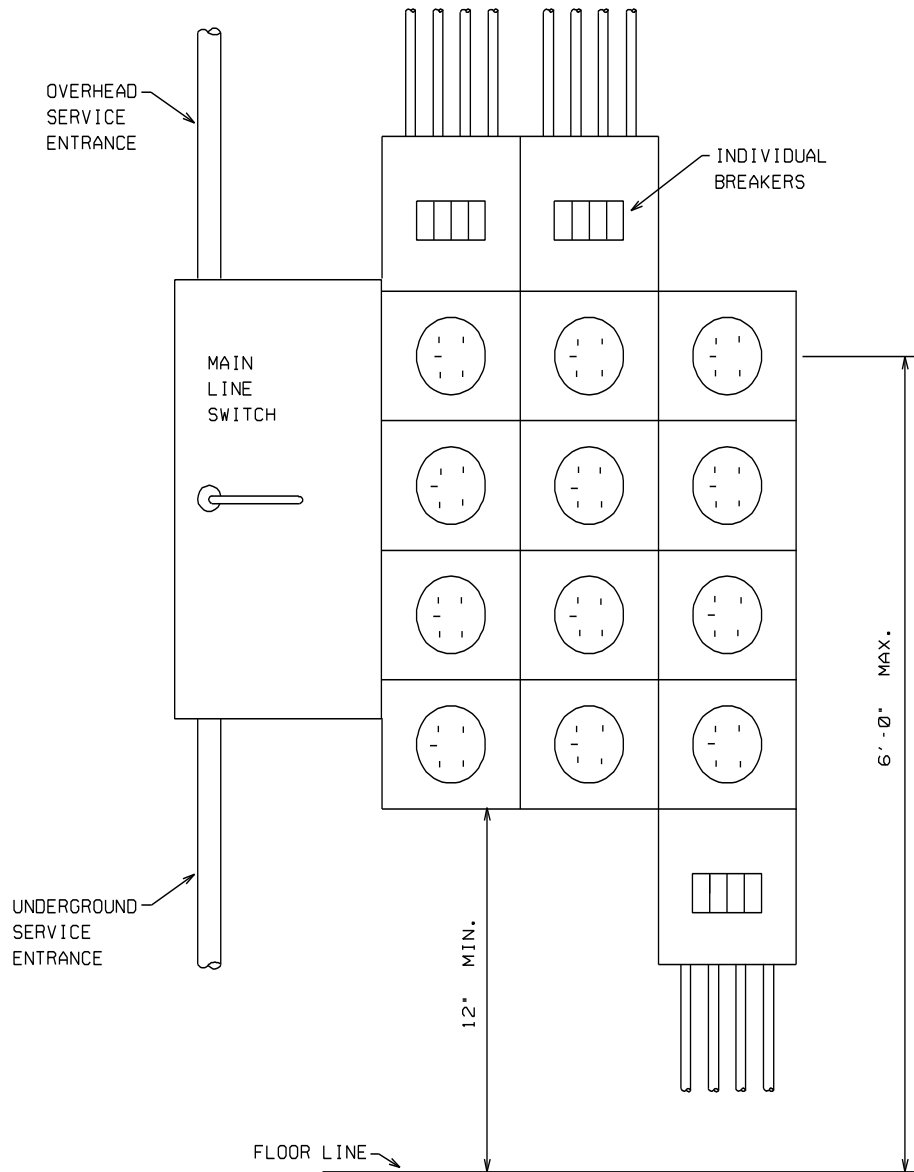 OVERHEAD
SERVICE
ENTRANCE
INDIVIDUAL
BREAKERS
MAIN
LINE
SWITCH
6'-0" MAX.
UNDERGROUND
SERVICE
ENTRANCE
12" MIN.
FLOOR LINE